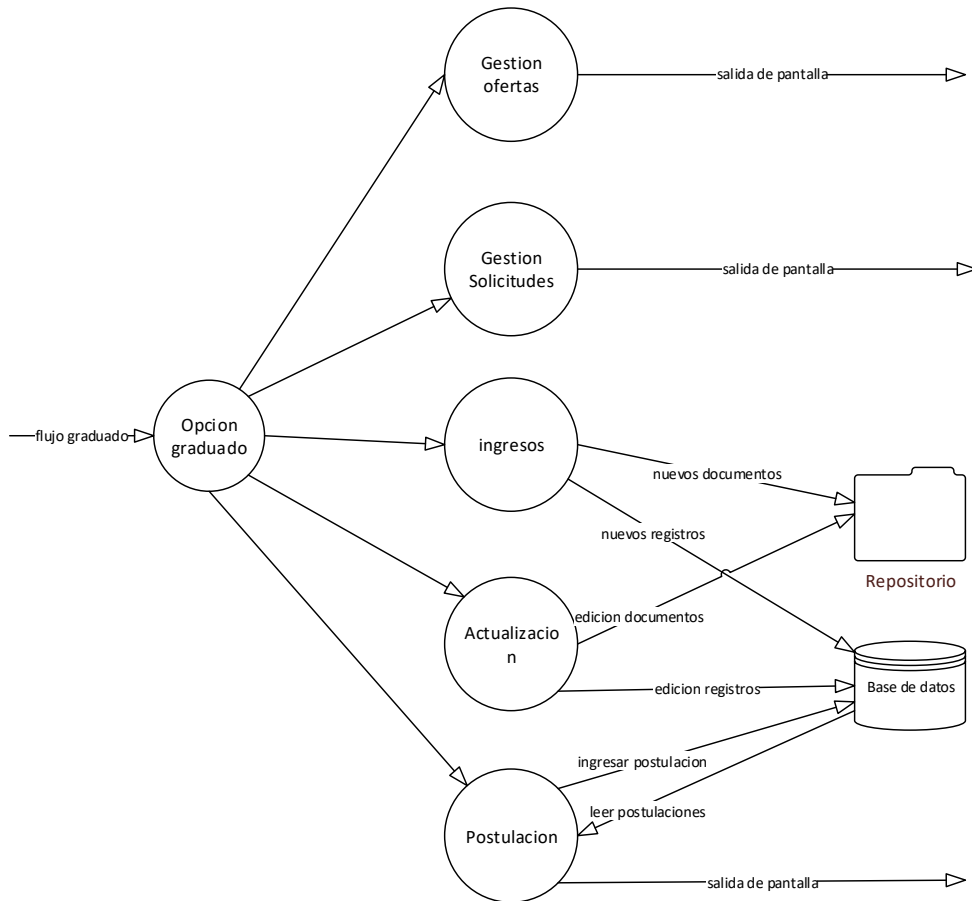 Gestion
ofertas
salida de pantalla
Gestion
Solicitudes
salida de pantalla
flujo graduado
Opcion
graduado
ingresos
nuevos documentos
nuevos registros
Repositorio
edicion documentos
Actualizacio
n
edicion registros
Base de datos
ingresar postulacion
leer postulaciones
Postulacion
salida de pantalla